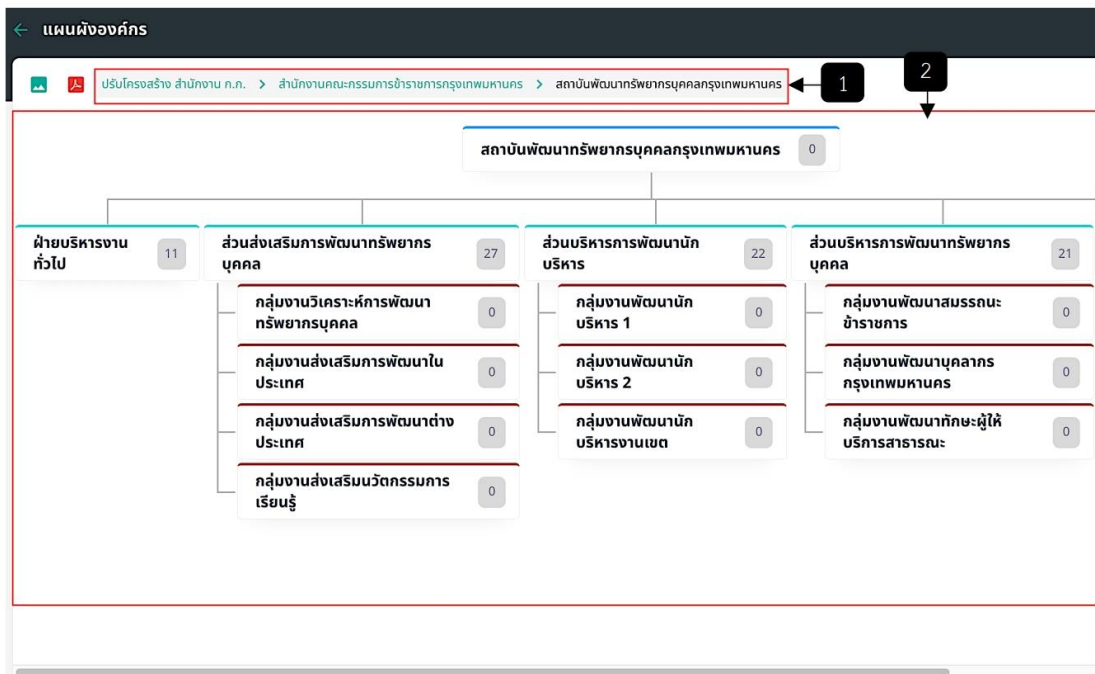 แผนผังองค์กร
ปรับโครงสร้าง สำนักงาน ก.ก. > สำนักงานคณะกรรมการข้าราชการกรุงเทพมหานคร > สถาบันพัฒนาทรัพยากรบุคคลกรุงเทพมหานคร
1
2
สถาบันพัฒนาทรัพยากรบุคคลกรุงเทพมหานคร 0
ฝ่ายบริหารงาน
ทั่วไป
11
ส่วนส่งเสริมการพัฒนาทรัพยากร
บุคคล
27
กลุ่มงานวิเคราะห์การพัฒนา
ทรัพยากรบุคคล
0
กลุ่มงานส่งเสริมการพัฒนาใน
ประเทศ
0
กลุ่มงานส่งเสริมการพัฒนาต่าง
ประเทศ
0
กลุ่มงานส่งเสริมนวัตกรรมการ
เรียนรู้
0
ส่วนบริหารการพัฒนานัก
บริหาร
22
กลุ่มงานพัฒนานัก
บริหาร 1
0
กลุ่มงานพัฒนานัก
บริหาร 2
0
กลุ่มงานพัฒนานัก
บริหารงานเขต
0
ส่วนบริหารการพัฒนาทรัพยากร
บุคคล
21
กลุ่มงานพัฒนาสมรรถนะ
ข้าราชการ
0
กลุ่มงานพัฒนาบุคลากร
กรุงเทพมหานคร
0
กลุ่มงานพัฒนาทักษะผู้ให้
บริการสาธารณะ
0